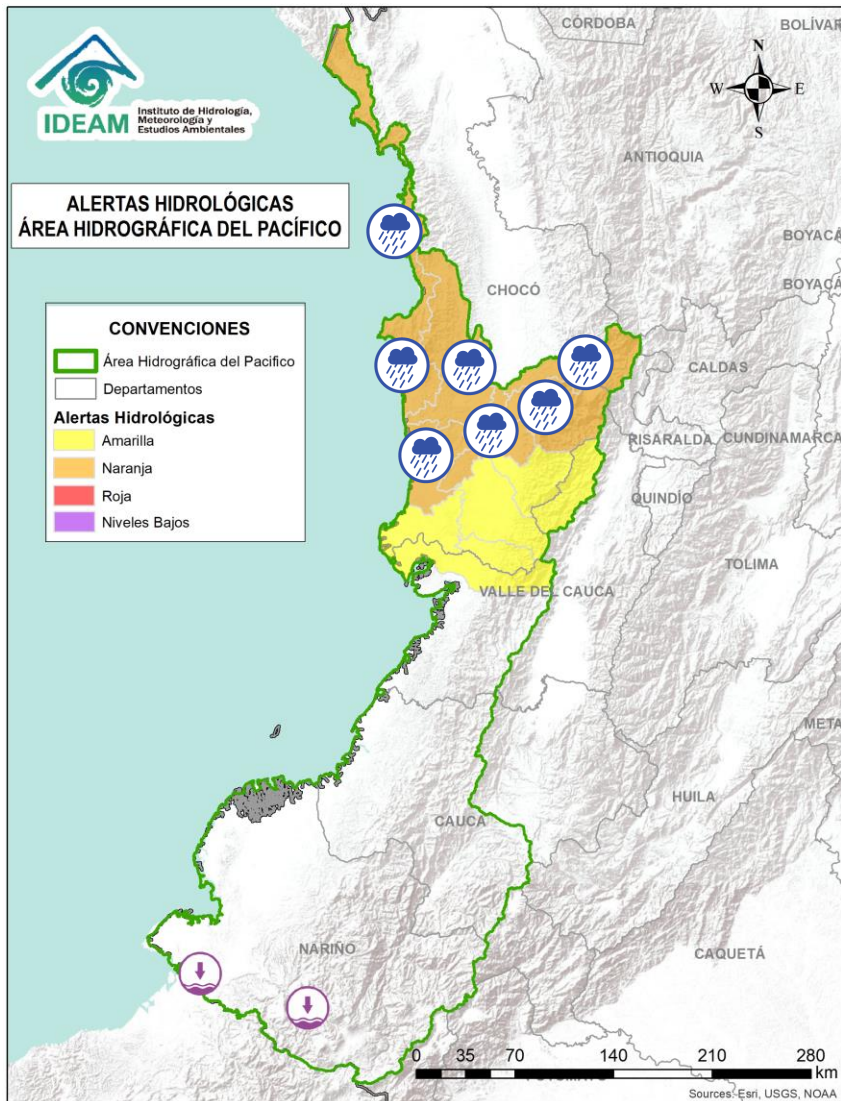 CÓRDOBA
BOLÍVAR
IDEAM
Instituto de Hidrología,
Meteorología y
Estudios Ambientales
N
W
E
S
ANTIOQUIA
ALERTAS HIDROLÓGICAS
ÁREA HIDROGRÁFICA DEL PACÍFICO
BOYACÁ
BOYACÁ
CHOCÓ
CONVENCIONES
Área Hidrográfica del Pacifico
Departamentos
Alertas Hidrológicas
Amarilla
Naranja
Roja
Niveles Bajos
CALDAS
RISARALDA
CUNDINAMARCA
QUINDÍO
TOLIMA
VALLE DEL CAUCA
META
HUILA
CAUCA
NARIÑO
CAQUETÁ
0 35 70 140 210 280
km
Sources: Esri, USGS, NOAA